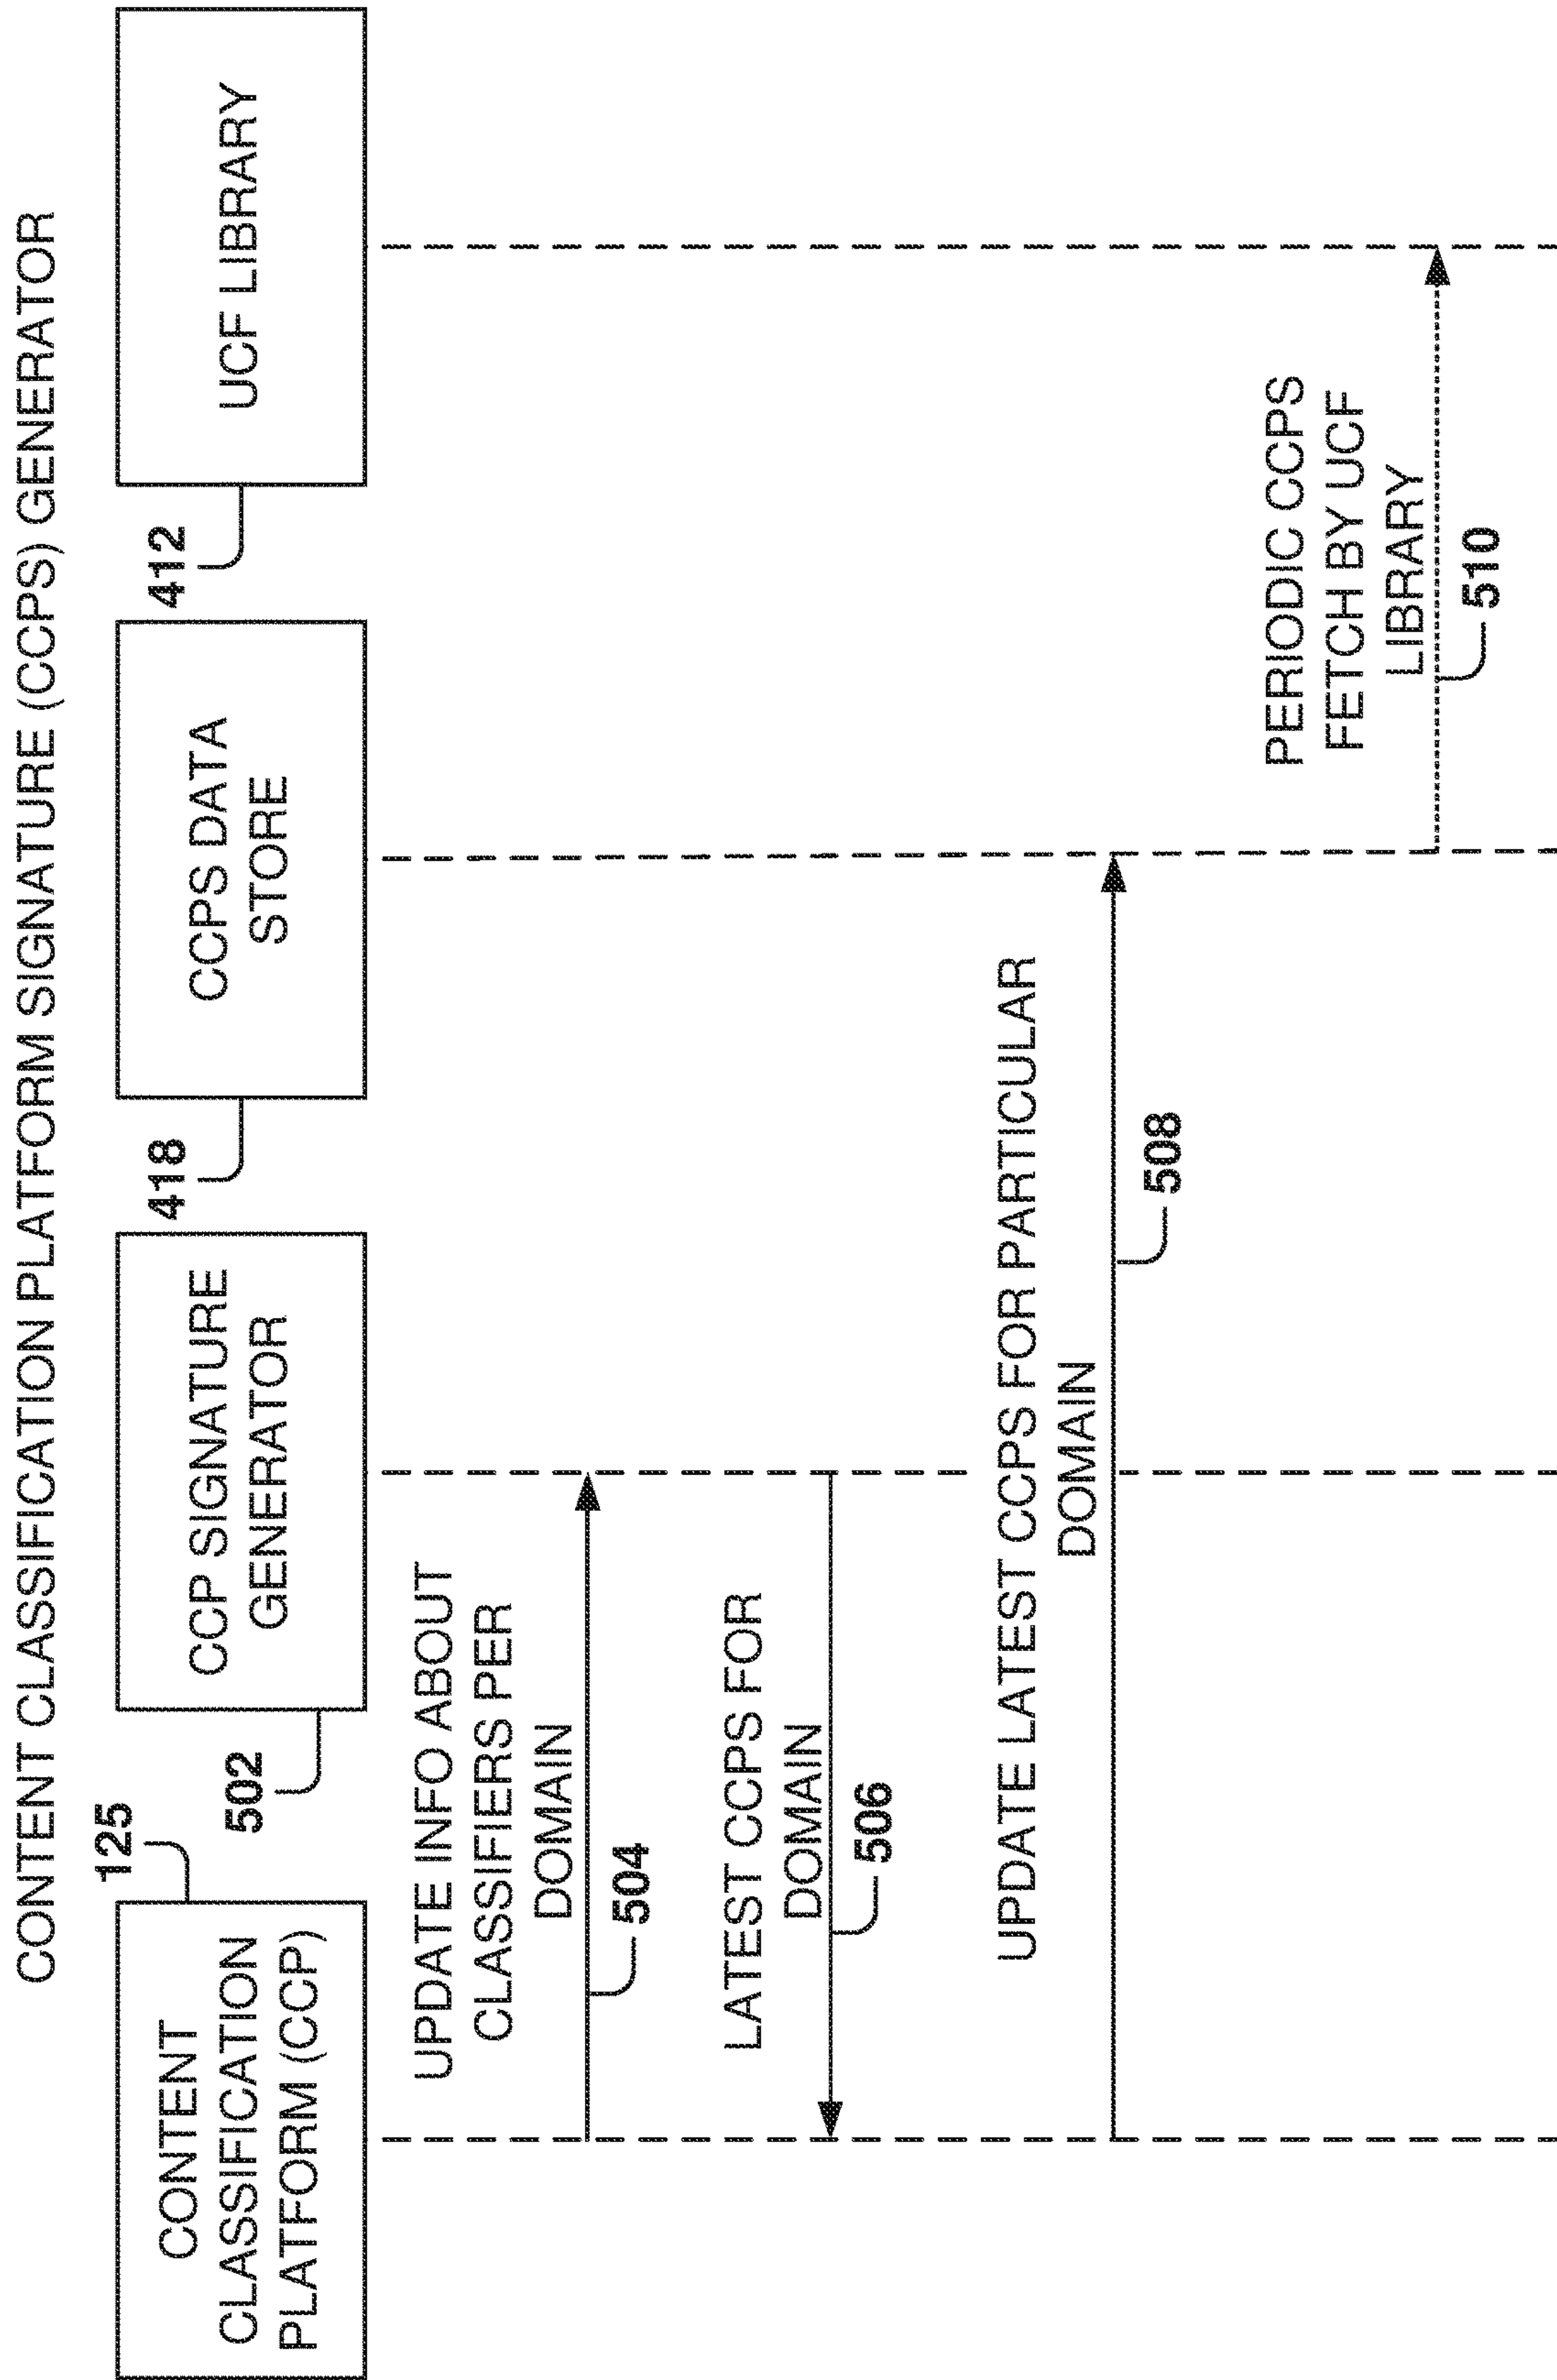 CONTENT CLASSIFICATION PLATFORM SIGNATURE (CCPS) GENERATOR
125
CONTENT
CLASSIFICATION
PLATFORM (CCP)
502
CCP SIGNATURE
GENERATOR
418
CCPS DATA
STORE
412
UCF LIBRARY
UPDATE INFO ABOUT
CLASSIFIERS PER
DOMAIN
504
LATEST CCPS FOR
DOMAIN
506
UPDATE LATEST CCPS FOR PARTICULAR
DOMAIN
508
PERIODIC CCPS
FETCH BY UCF
LIBRARY
510